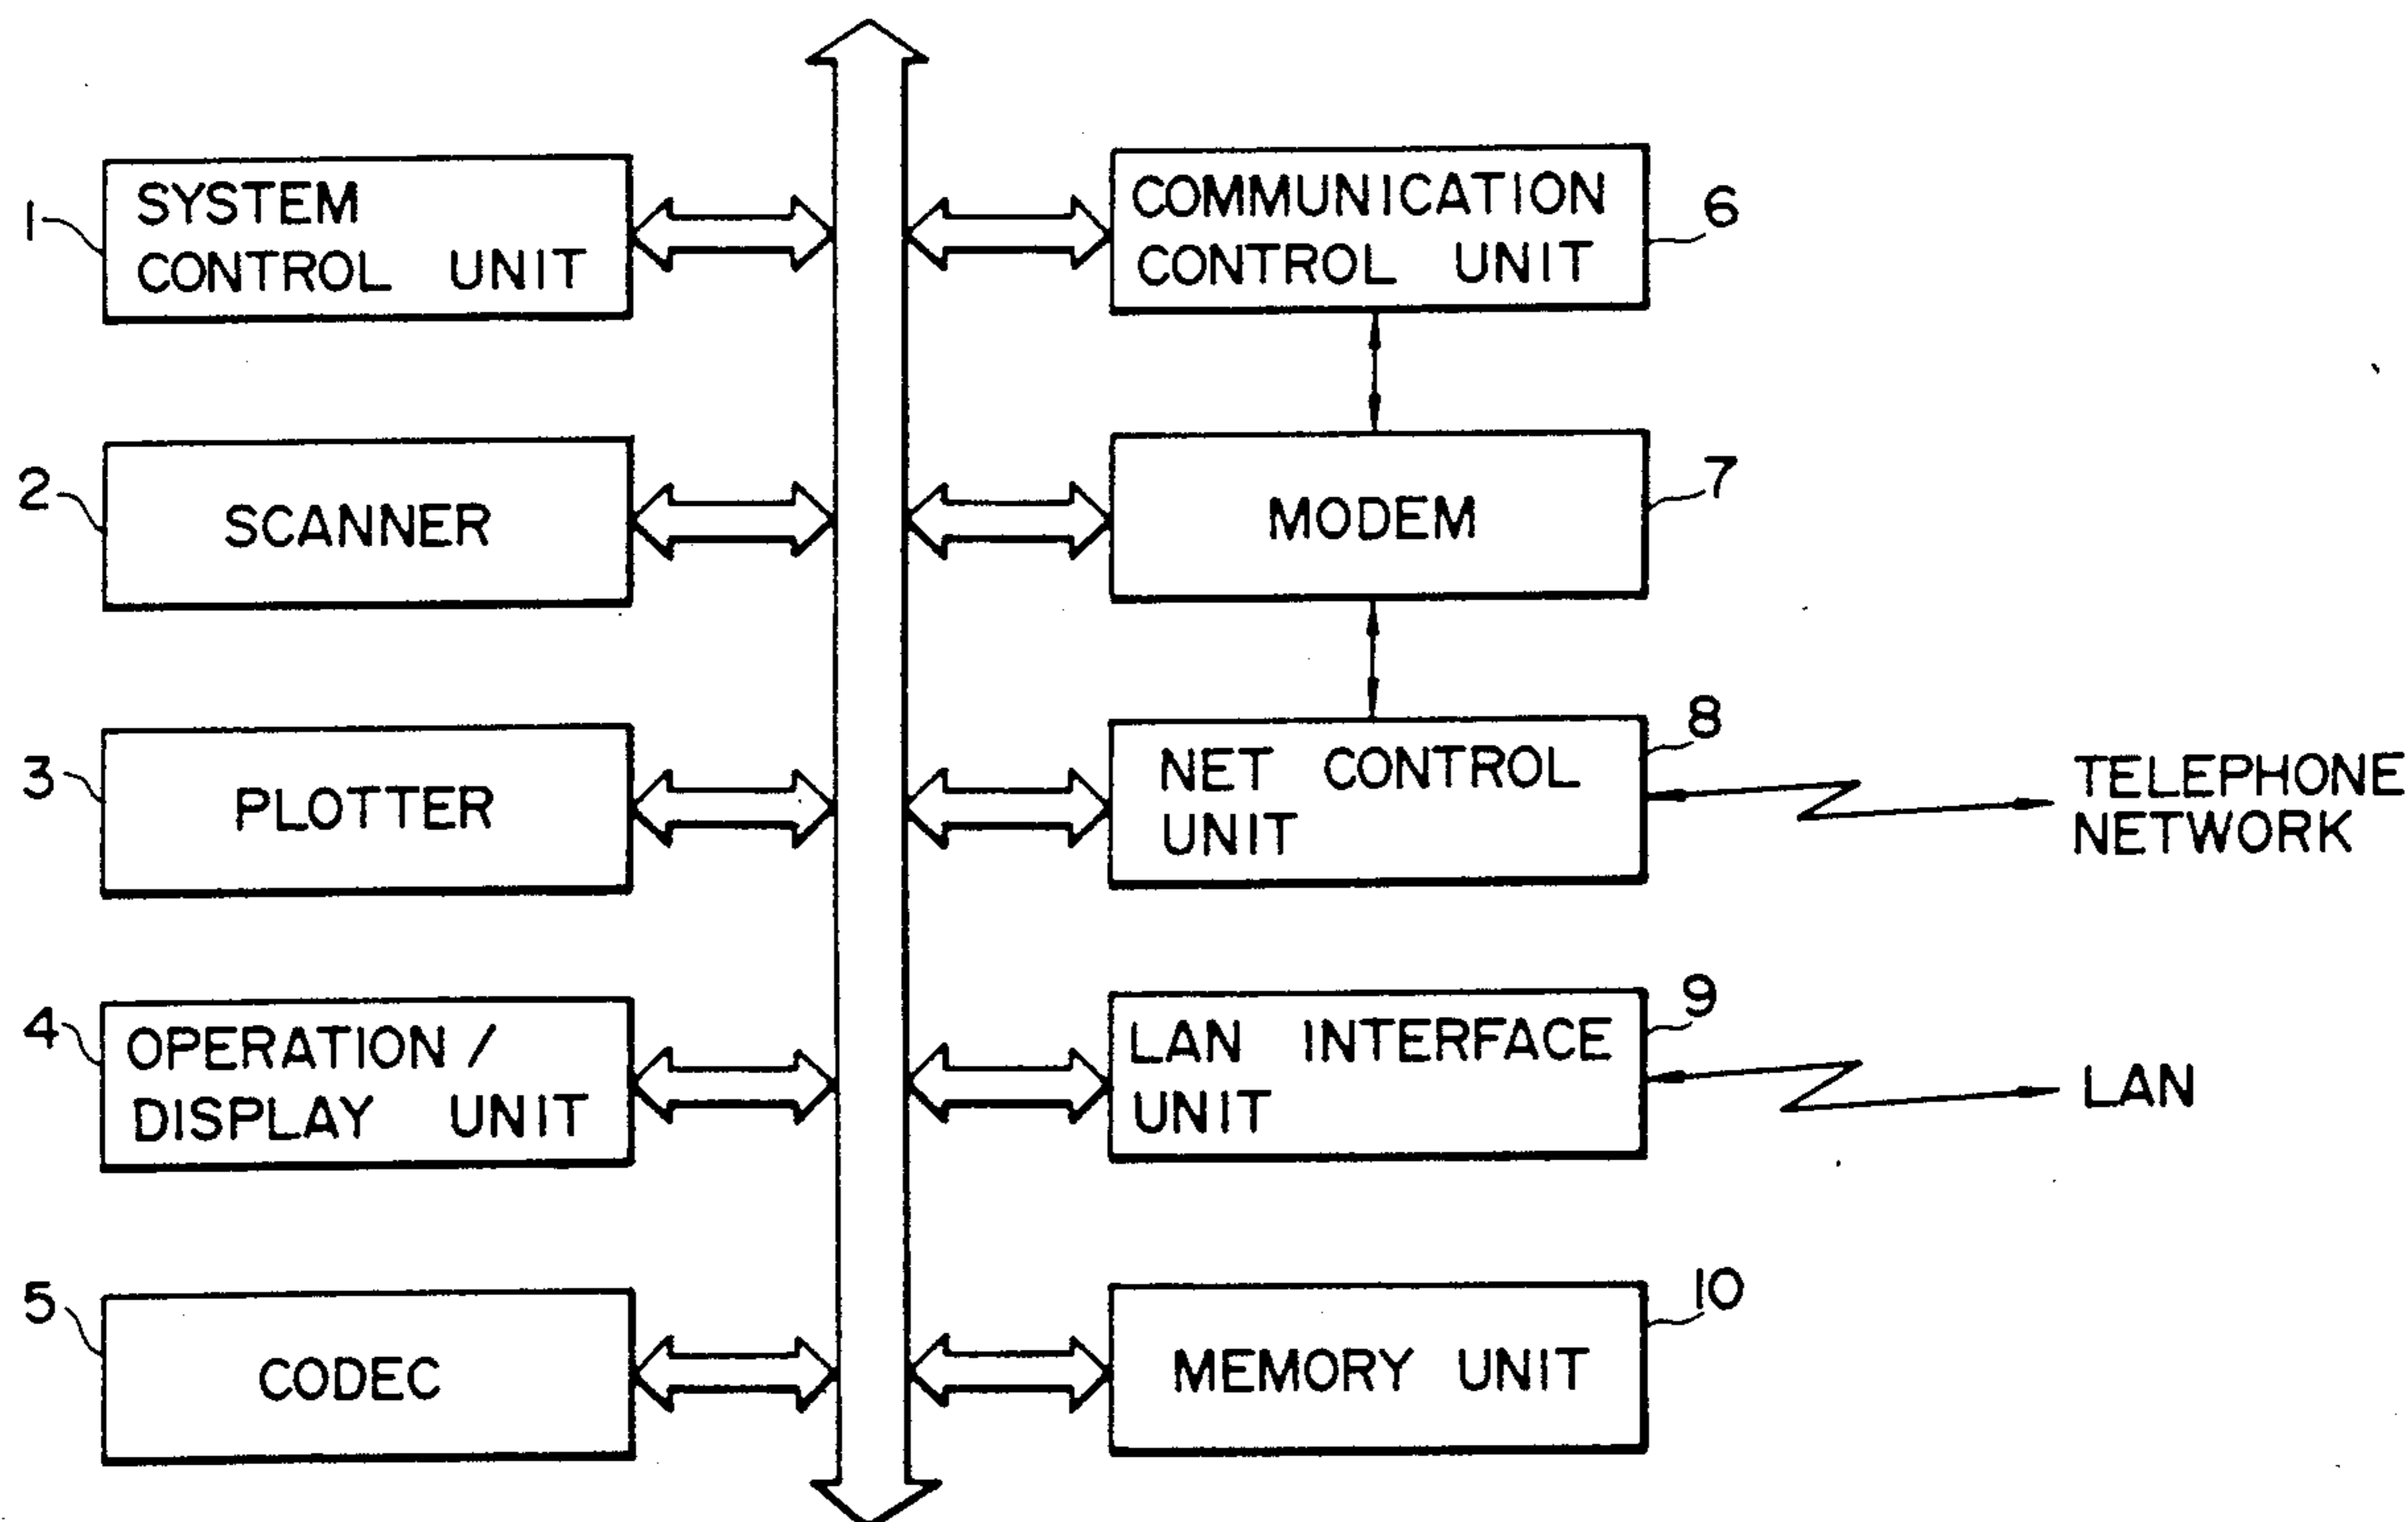 1
SYSTEM
CONTROL UNIT
2
SCANNER
3
PLOTTER
4
OPERATION/
DISPLAY UNIT
5
CODEC
COMMUNICATION
CONTROL UNIT
6
MODEM
7
NET CONTROL
UNIT
8
TELEPHONE
NETWORK
LAN INTERFACE
UNIT
9
LAN
MEMORY UNIT
10